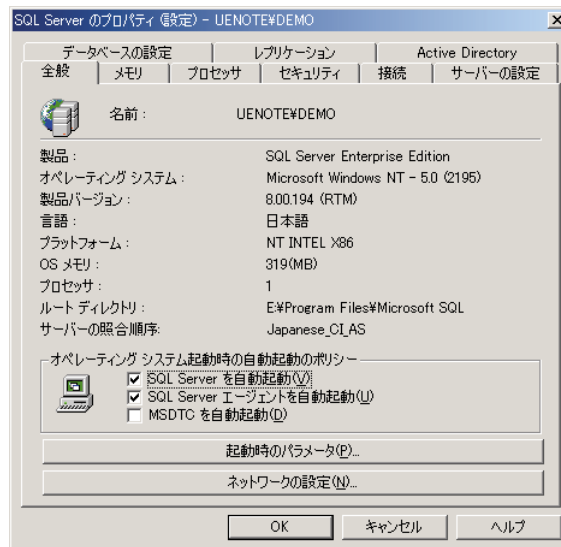 SQL Server のプロパティ (設定) - UENOTE¥DEMO
データベースの設定 レプリケーション Active Directory
全般 メモリ プロセッサ セキュリティ 接続 サーバーの設定
名前 : UENOTE¥DEMO
製品 : SQL Server Enterprise Edition
オペレーティング システム : Microsoft Windows NT - 5.0 (2195)
製品バージョン : 8.00.194 (RTM)
言語 : 日本語
プラットフォーム : NT INTEL X86
OS メモリ : 319(MB)
プロセッサ : 1
ルート ディレクトリ : E:¥Program Files¥Microsoft SQL
サーバーの照合順序: Japanese_CI_AS
オペレーティング システム起動時の自動起動のポリシー
SQL Server を自動起動(V)
SQL Server エージェントを自動起動(U)
MSDTC を自動起動(D)
起動時のパラメータ(P)...
ネットワークの設定(N)...
OK キャンセル ヘルプ